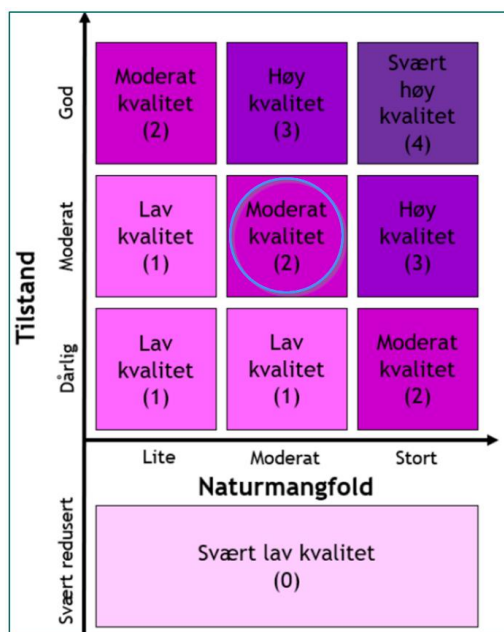 God
Moderat
kvalitet
(2)
Høy
kvalitet
(3)
Svært
høy
kvalitet
(4)
Tilstand
Moderat
Lav
kvalitet
(1)
Moderat
kvalitet
(2)
Høy
kvalitet
(3)
Dårlig
Lav
kvalitet
(1)
Lav
kvalitet
(1)
Moderat
kvalitet
(2)
Lite
Moderat
Stort
Naturmangfold
Svært redusert
Svært lav kvalitet
(0)